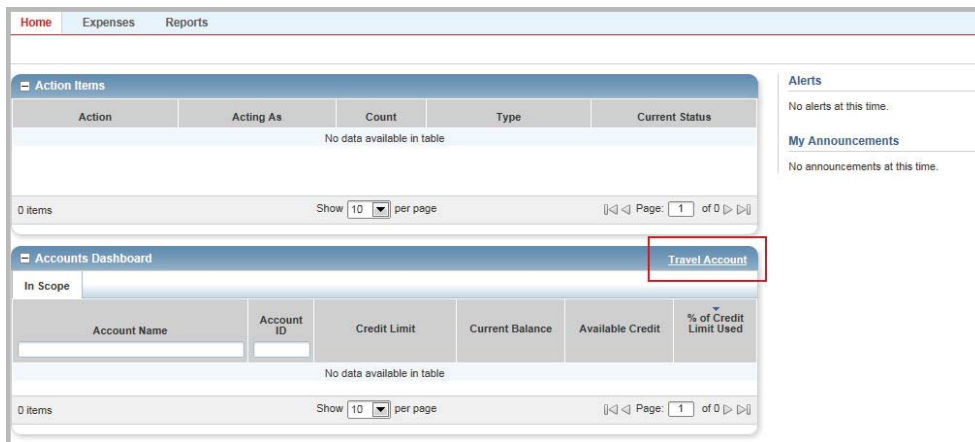 Home Expenses Reports
Action Items
Action Acting As Count Type Current Status
No data available in table
0 items Show 10 per page Page: 1 of 0
Alerts
No alerts at this time.
My Announcements
No announcements at this time.
Accounts Dashboard Travel Account
In Scope
Account Name Account ID Credit Limit Current Balance Available Credit % of Credit Limit Used
No data available in table
0 items Show 10 per page Page: 1 of 0